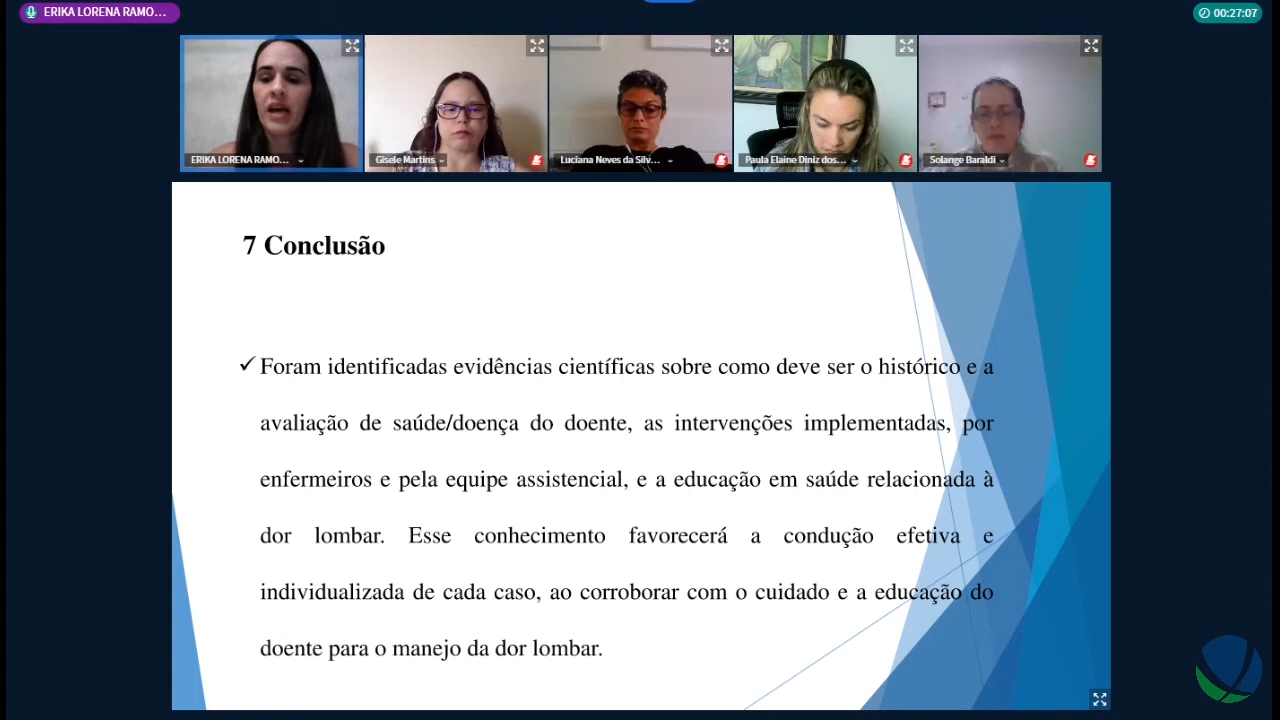 ERIKA LORENA RAMO...
00:27:07
ERIKA LORENA RAMO...
Gisele Martins
Luciana Neves da Silv...
Paula Elaine Diniz dos...
Solange Baraldi
7 Conclusão
✓ Foram identificadas evidências científicas sobre como deve ser o histórico e a
avaliação de saúde/doença do doente, as intervenções implementadas, por
enfermeiros e pela equipe assistencial, e a educação em saúde relacionada à
dor lombar. Esse conhecimento favorecerá a condução efetiva e
individualizada de cada caso, ao corroborar com o cuidado e a educação do
doente para o manejo da dor lombar.